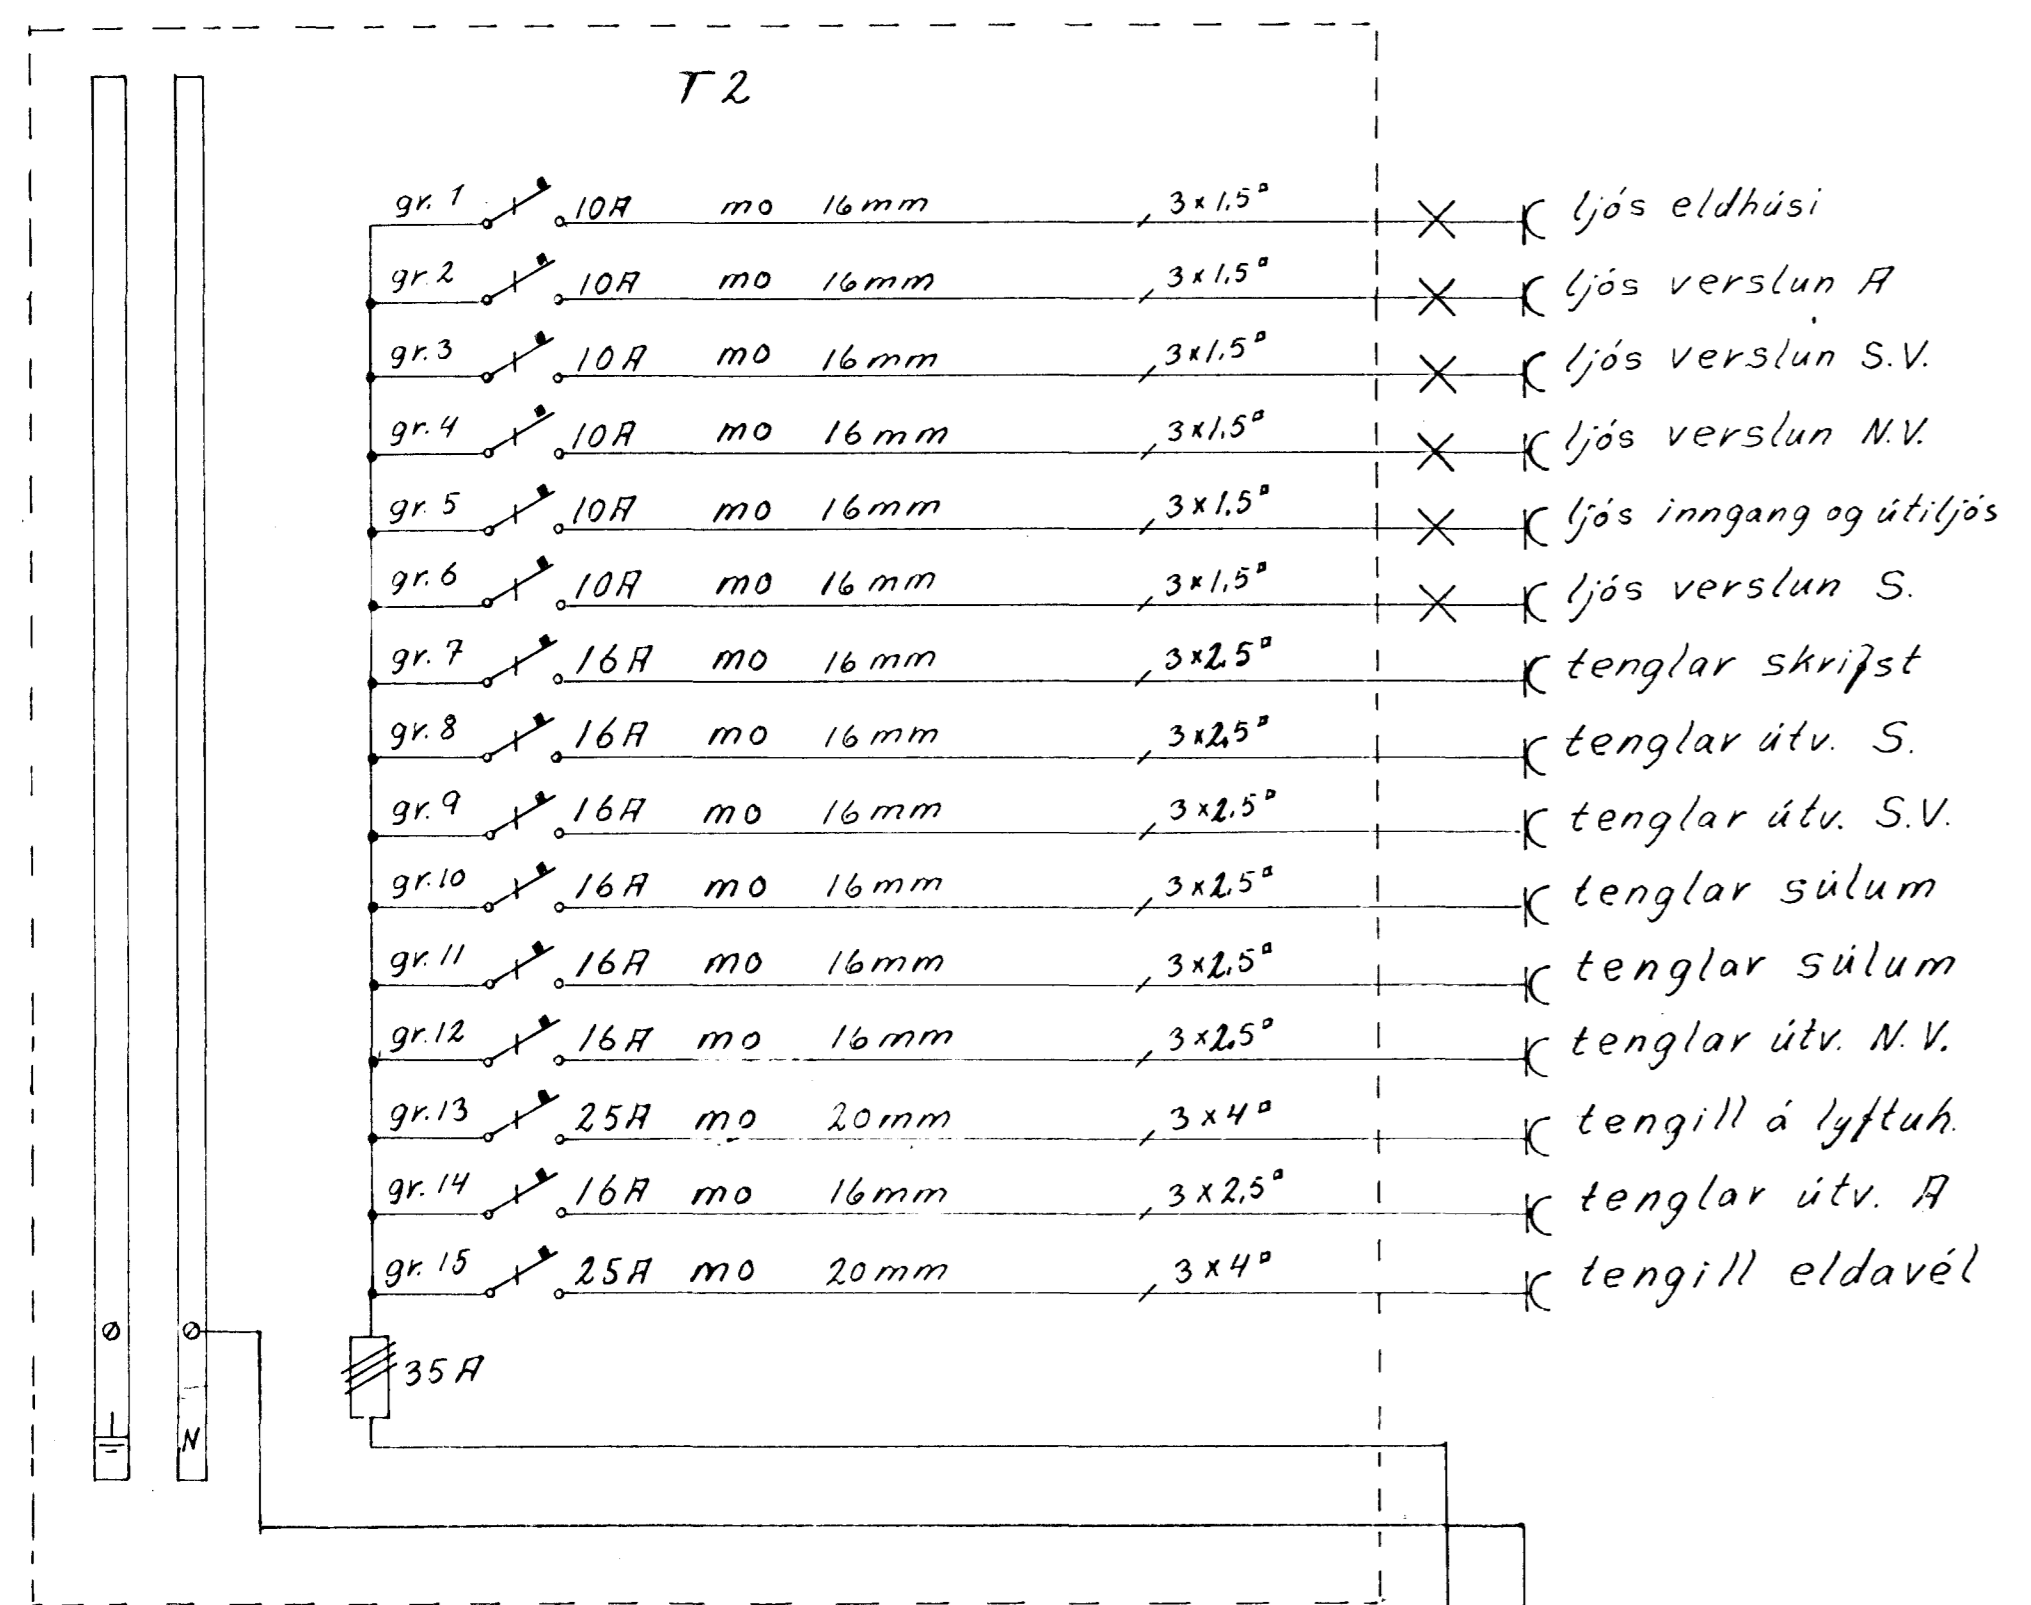 T2
gr. 1 10A mo 16mm 3x1,5▫ ljós eldhúsi
gr. 2 10A mo 16mm 3x1,5▫ ljós verslun A
gr. 3 10A mo 16mm 3x1,5▫ ljós verslun S.V.
gr. 4 10A mo 16mm 3x1,5▫ ljós verslun N.V.
gr. 5 10A mo 16mm 3x1,5▫ ljós inngang og útiljós
gr. 6 10A mo 16mm 3x1,5▫ ljós verslun S.
gr. 7 16A mo 16mm 3x2,5▫ tenglar skrifst
gr. 8 16A mo 16mm 3x2,5▫ tenglar útv. S.
gr. 9 16A mo 16mm 3x2,5▫ tenglar útv. S.V.
gr. 10 16A mo 16mm 3x2,5▫ tenglar súlum
gr. 11 16A mo 16mm 3x2,5▫ tenglar súlum
gr. 12 16A mo 16mm 3x2,5▫ tenglar útv. N.V.
gr. 13 25A mo 20mm 3x4▫ tengill á lyftuh.
gr. 14 16A mo 16mm 3x2,5▫ tenglar útv. A
gr. 15 25A mo 20mm 3x4▫ tengill eldavél
35A
N